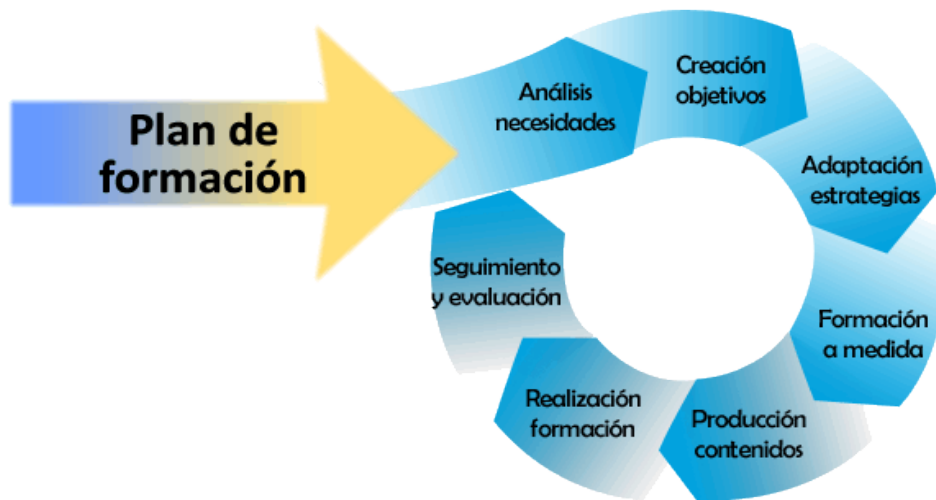 Plan de
formación
Análisis
necesidades
Creación
objetivos
Adaptación
estrategias
Formación
a medida
Producción
contenidos
Realización
formación
Seguimiento
y evaluación